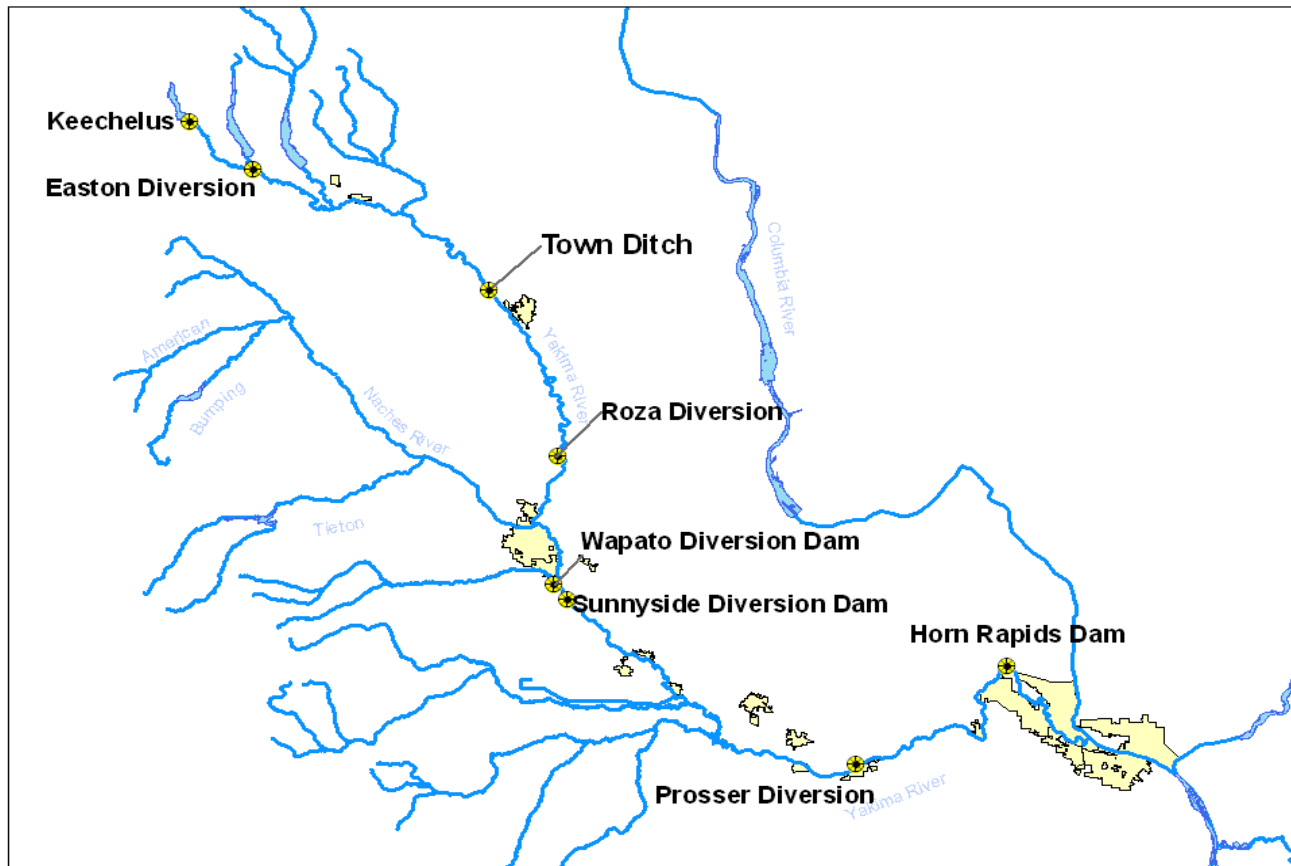 Keechelus
Easton Diversion
Town Ditch
Columbia River
American
Bumping
Yakima River
Naches River
Roza Diversion
Tieton
Wapato Diversion Dam
Sunnyside Diversion Dam
Horn Rapids Dam
Prosser Diversion
Yakima River